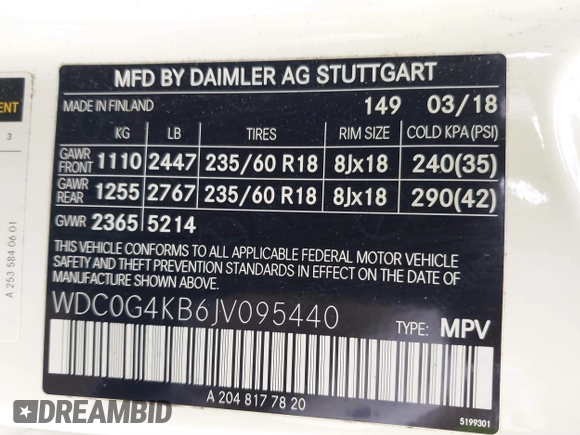 MFD BY DAIMLER AG STUTTGART
MADE IN FINLAND 149 03/18
KG LB TIRES RIM SIZE COLD KPA (PSI)
GAWR FRONT 1110 2447 235/60 R18 8Jx18 240(35)
GAWR REAR 1255 2767 235/60 R18 8Jx18 290(42)
GVWR 2365 5214
THIS VEHICLE CONFORMS TO ALL APPLICABLE FEDERAL MOTOR VEHICLE
SAFETY AND THEFT PREVENTION STANDARDS IN EFFECT ON THE DATE OF
MANUFACTURE SHOWN ABOVE.
WDC0G4KB6JV095440
TYPE: MPV
A 204 817 78 20
5199301
ENT
3
A 253 584 06 01
DREAMBID